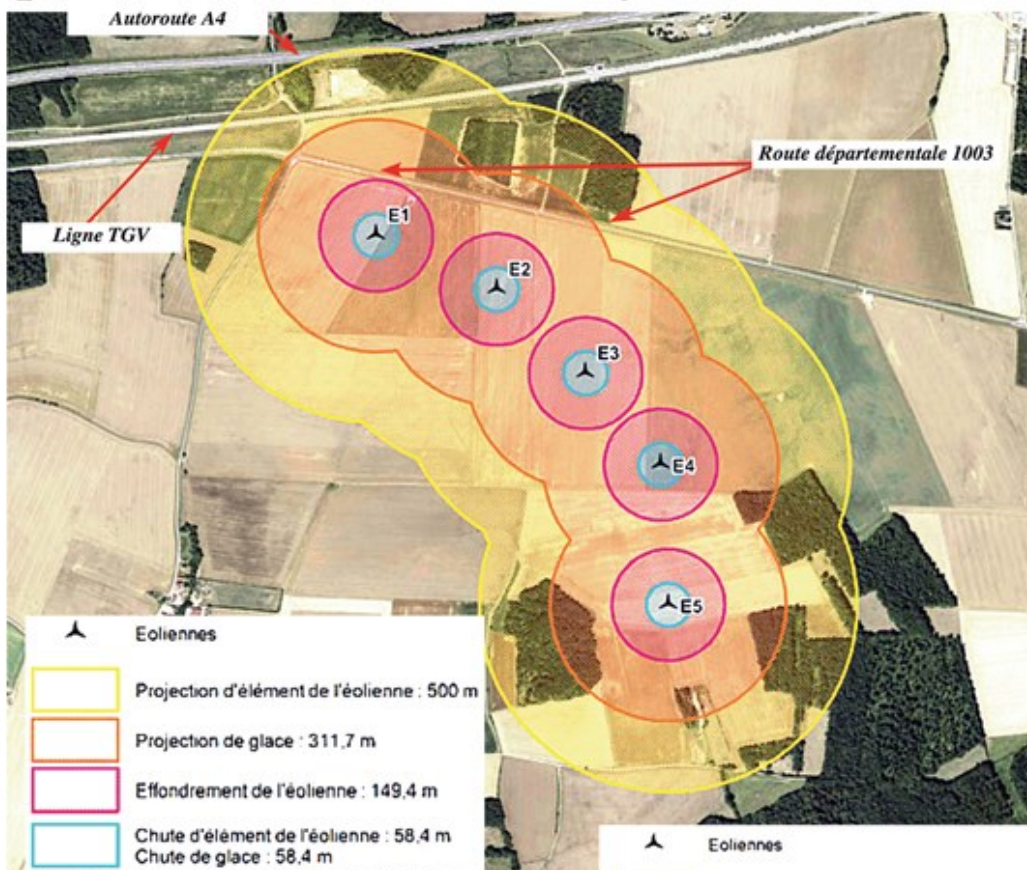 Autoroute A4
Route départementale 1003
Ligne TGV
E1
E2
E3
E4
E5
Eoliennes
Projection d'élément de l'éolienne : 500 m
Projection de glace : 311,7 m
Effondrement de l'éolienne : 149,4 m
Chute d'élément de l'éolienne : 58,4 m
Chute de glace : 58,4 m
Eoliennes